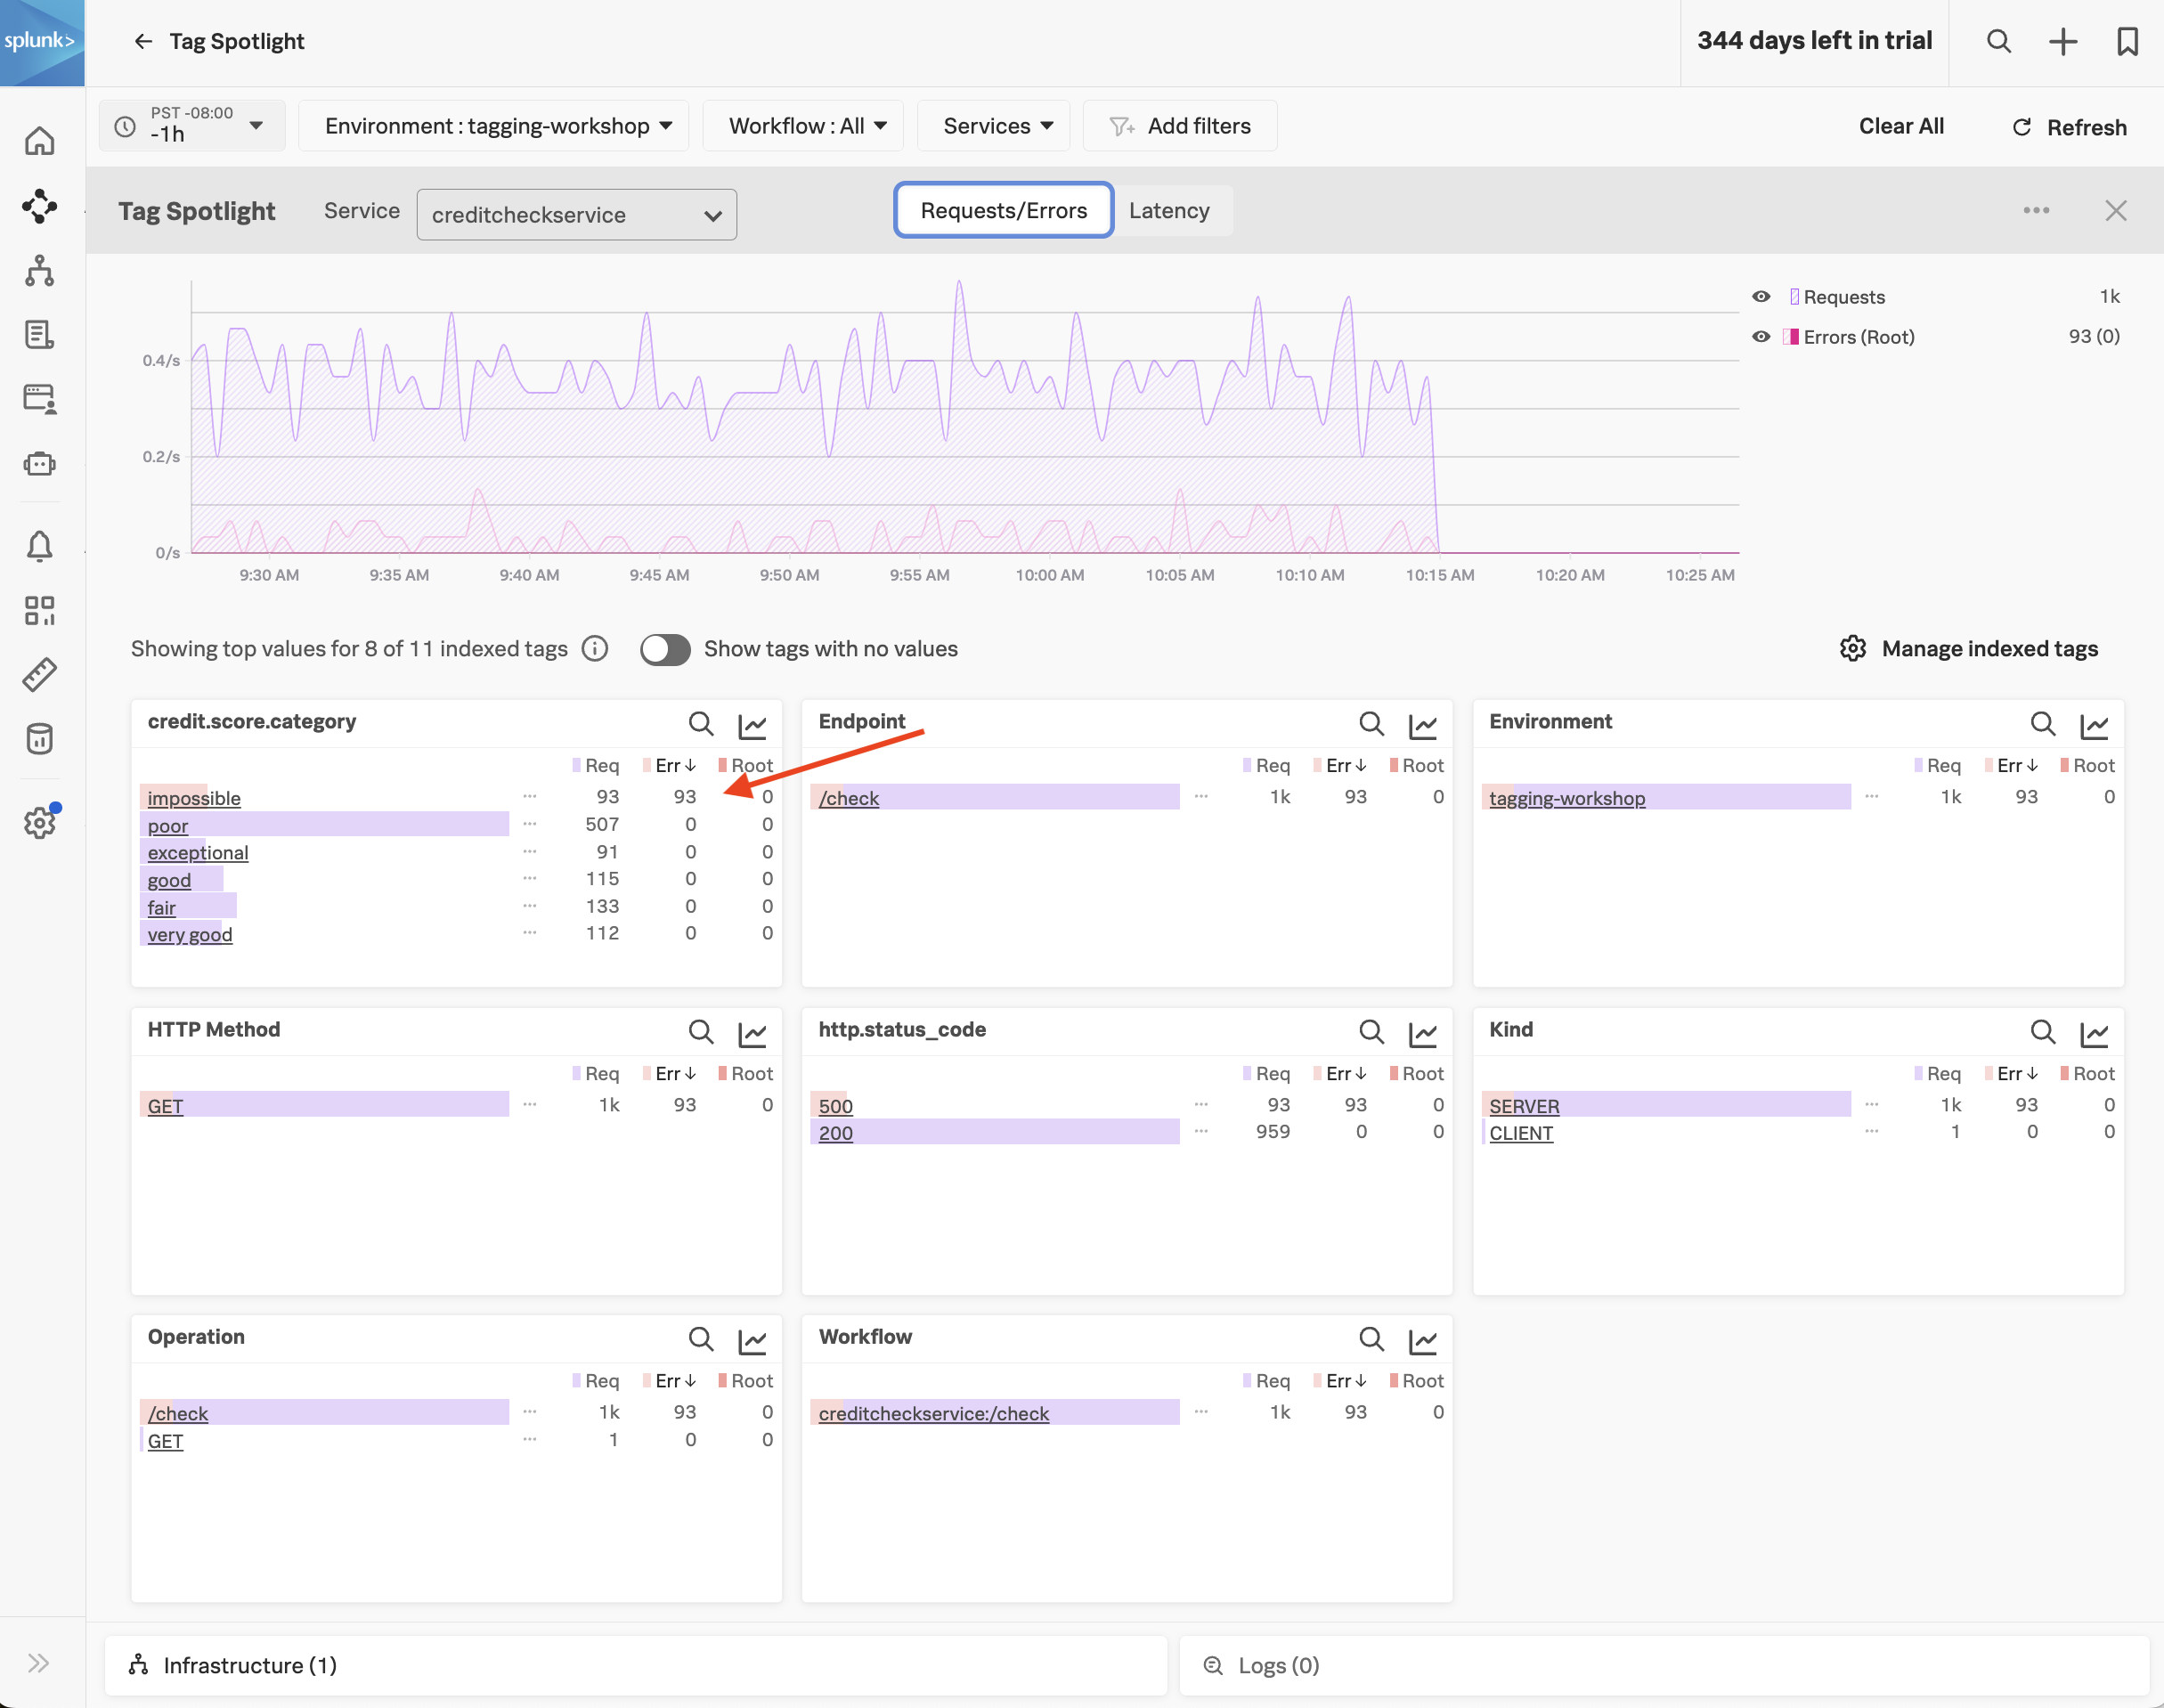 splunk>
Tag Spotlight
344 days left in trial
PST -08:00
-1h
Environment : tagging-workshop
Workflow : All
Services
Add filters
Clear All
Refresh
Tag Spotlight
Service
creditcheckservice
Requests/Errors
Latency
Requests 1k
Errors (Root) 93 (0)
0.4/s
0.2/s
0/s
9:30 AM 9:35 AM 9:40 AM 9:45 AM 9:50 AM 9:55 AM 10:00 AM 10:05 AM 10:10 AM 10:15 AM 10:20 AM 10:25 AM
Showing top values for 8 of 11 indexed tags
Show tags with no values
Manage indexed tags
credit.score.category
Req Err↓ Root
impossible ... 93 93 0
poor ... 507 0 0
exceptional ... 91 0 0
good ... 115 0 0
fair ... 133 0 0
very good ... 112 0 0
Endpoint
Req Err↓ Root
/check ... 1k 93 0
Environment
Req Err↓ Root
tagging-workshop ... 1k 93 0
HTTP Method
Req Err↓ Root
GET ... 1k 93 0
http.status_code
Req Err↓ Root
500 ... 93 93 0
200 ... 959 0 0
Kind
Req Err↓ Root
SERVER ... 1k 93 0
CLIENT ... 1 0 0
Operation
Req Err↓ Root
/check ... 1k 93 0
GET ... 1 0 0
Workflow
Req Err↓ Root
creditcheckservice:/check ... 1k 93 0
Infrastructure (1)
Logs (0)